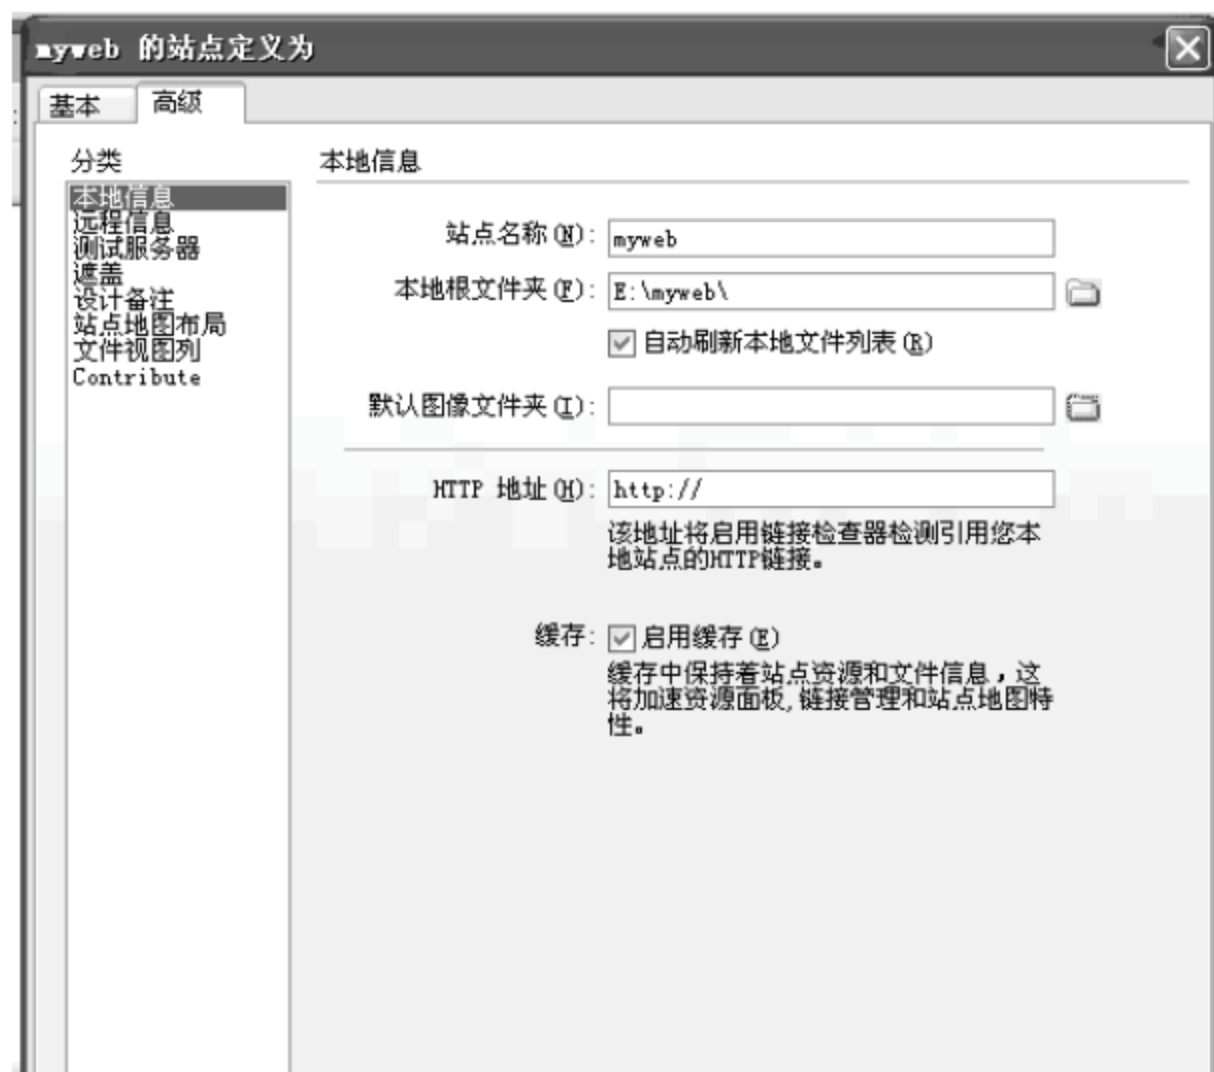 myweb 的站点定义为
基本
高级
分类
本地信息
远程信息
测试服务器
遮盖
设计备注
站点地图布局
文件视图列
Contribute
本地信息
站点名称(N): myweb
本地根文件夹(F): E:\myweb\
自动刷新本地文件列表(R)
默认图像文件夹(I):
HTTP 地址(H): http://
该地址将启用链接检查器检测引用您本
地站点的HTTP链接。
缓存: 启用缓存(E)
缓存中保持着站点资源和文件信息，这
将加速资源面板,链接管理和站点地图特
性。